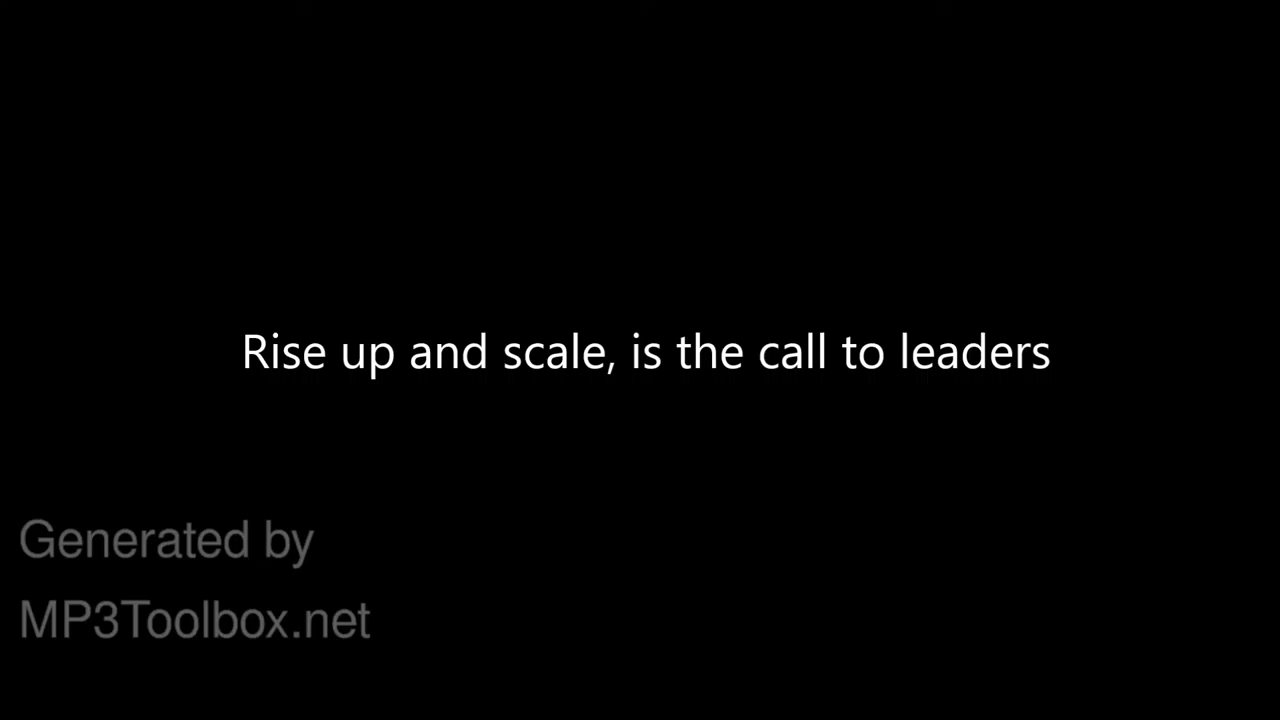 Rise up and scale, is the call to leaders
Generated by
MP3Toolbox.net